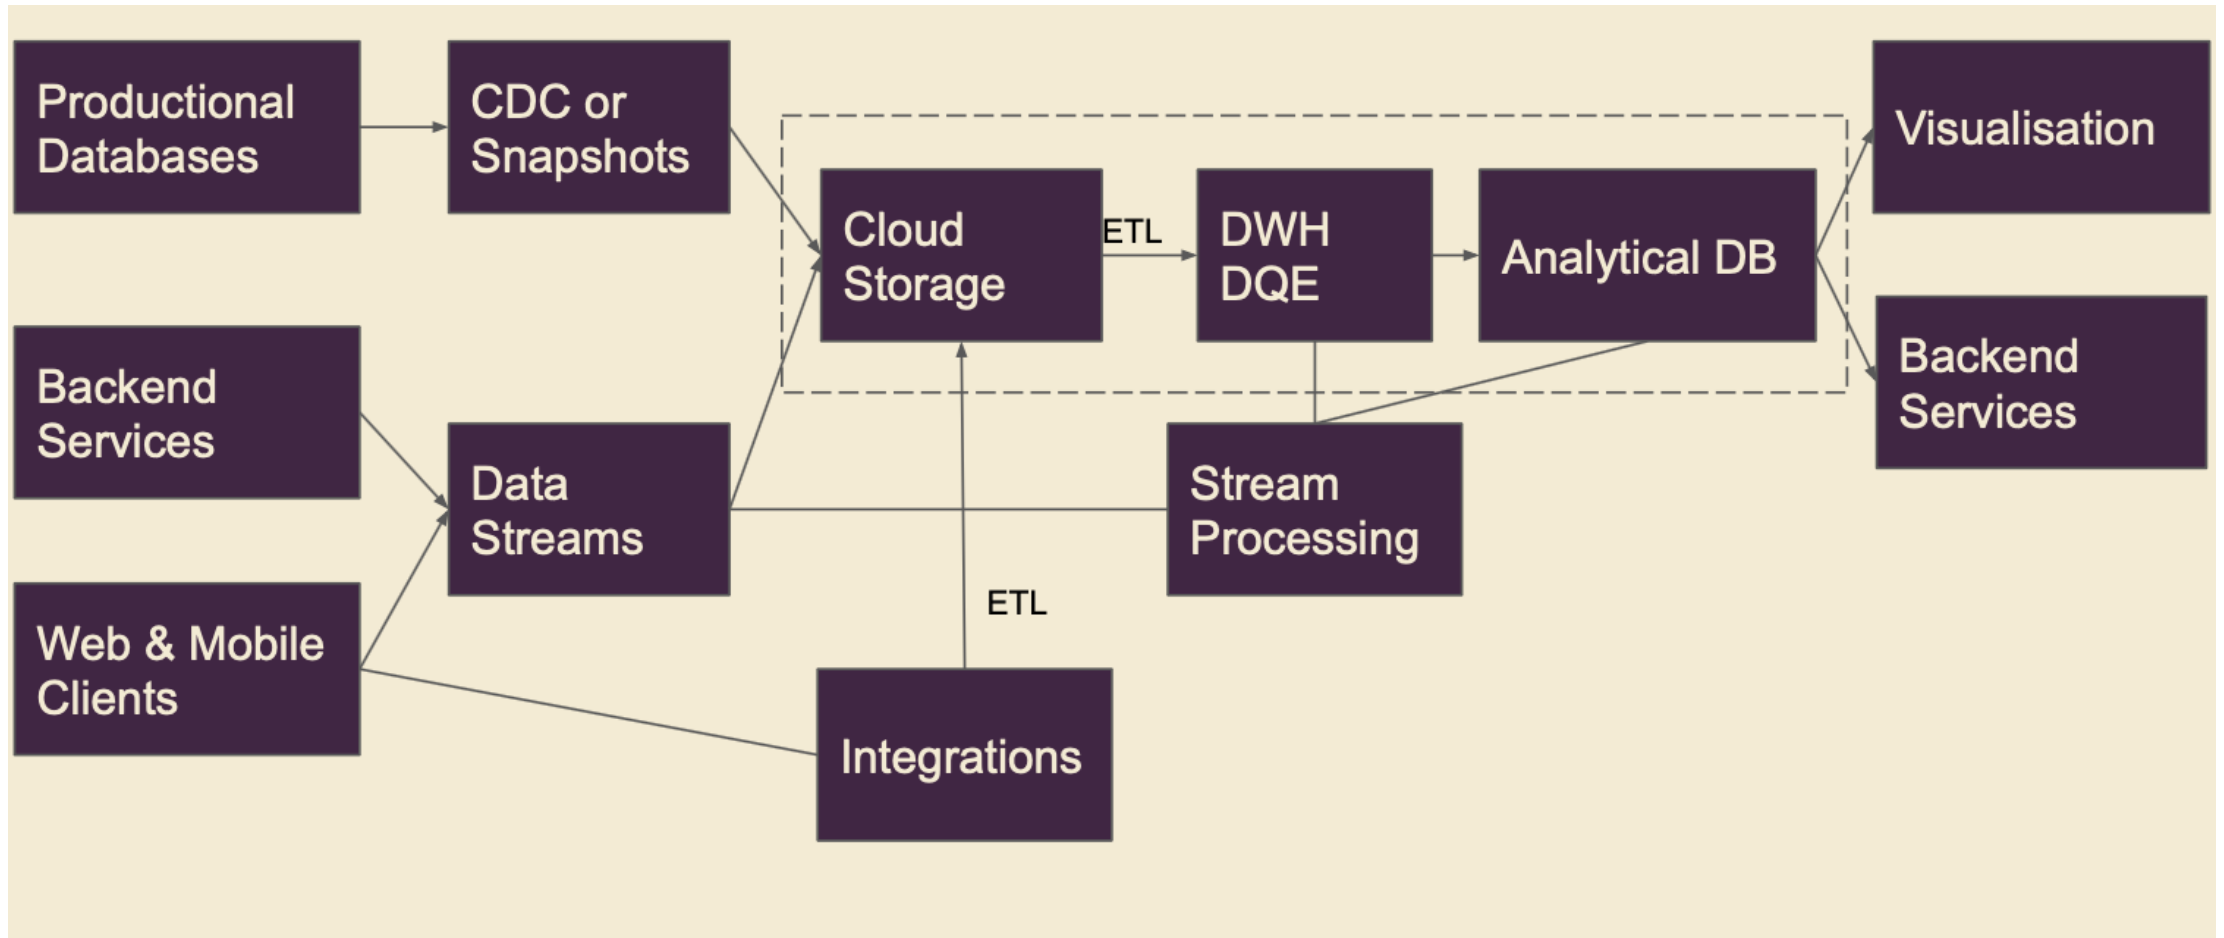 Productional
Databases
CDC or
Snapshots
Visualisation
Cloud
Storage
ETL
DWH
DQE
Analytical DB
Backend
Services
Backend
Services
Data
Streams
Stream
Processing
ETL
Web & Mobile
Clients
Integrations